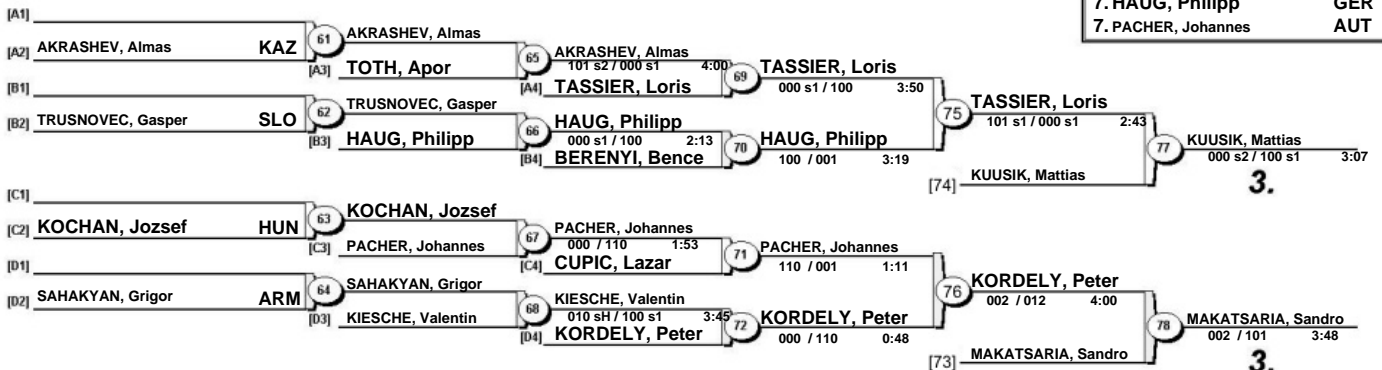 7. HAUG, Philipp GER
7. PACHER, Johannes AUT
[A1]
[A2] AKRASHEV, Almas KAZ
61
AKRASHEV, Almas
[A3] TOTH, Apor
65
AKRASHEV, Almas
101 s2 / 000 s1 4:00
[A4] TASSIER, Loris
69
TASSIER, Loris
000 s1 / 100 3:50
[B1]
[B2] TRUSNOVEC, Gasper SLO
62
TRUSNOVEC, Gasper
[B3] HAUG, Philipp
66
HAUG, Philipp
000 s1 / 100 2:13
[B4] BERENYI, Bence
70
HAUG, Philipp
100 / 001 3:19
75
TASSIER, Loris
101 s1 / 000 s1 2:43
[74] KUUSIK, Mattias
77
KUUSIK, Mattias
000 s2 / 100 s1 3:07
3.
[C1]
[C2] KOCHAN, Jozsef HUN
63
KOCHAN, Jozsef
[C3] PACHER, Johannes
67
PACHER, Johannes
000 / 110 1:53
[C4] CUPIC, Lazar
71
PACHER, Johannes
110 / 001 1:11
[D1]
[D2] SAHAKYAN, Grigor ARM
64
SAHAKYAN, Grigor
[D3] KIESCHE, Valentin
68
KIESCHE, Valentin
010 sH / 100 s1 3:45
[D4] KORDELY, Peter
72
KORDELY, Peter
000 / 110 0:48
76
KORDELY, Peter
002 / 012 4:00
[73] MAKATSARIA, Sandro
78
MAKATSARIA, Sandro
002 / 101 3:48
3.